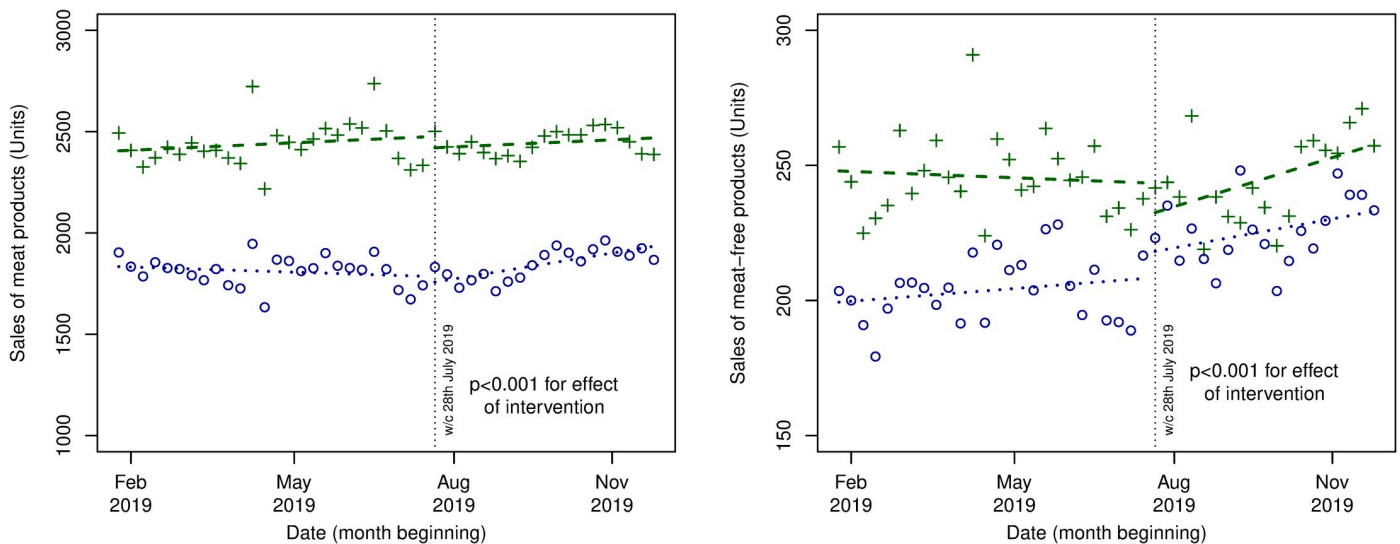 Sales of meat products (Units)
3000
2500
2000
1500
1000
w/c 28th July 2019
p<0.001 for effect
of intervention
Feb
2019
May
2019
Aug
2019
Nov
2019
Date (month beginning)
Sales of meat−free products (Units)
300
250
200
150
w/c 28th July 2019
p<0.001 for effect
of intervention
Feb
2019
May
2019
Aug
2019
Nov
2019
Date (month beginning)